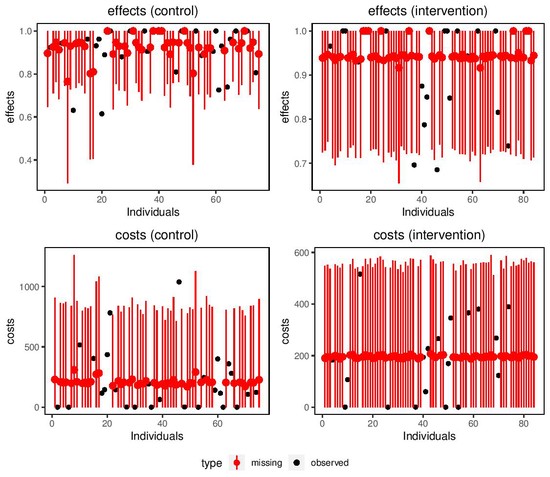 effects (control)
effects
1.0
0.8
0.6
0.4
0
20
40
60
Individuals
effects (intervention)
effects
1.0
0.9
0.8
0.7
0
20
40
60
80
Individuals
costs (control)
costs
1000
500
0
0
20
40
60
Individuals
costs (intervention)
costs
600
400
200
0
0
20
40
60
80
Individuals
type missing observed